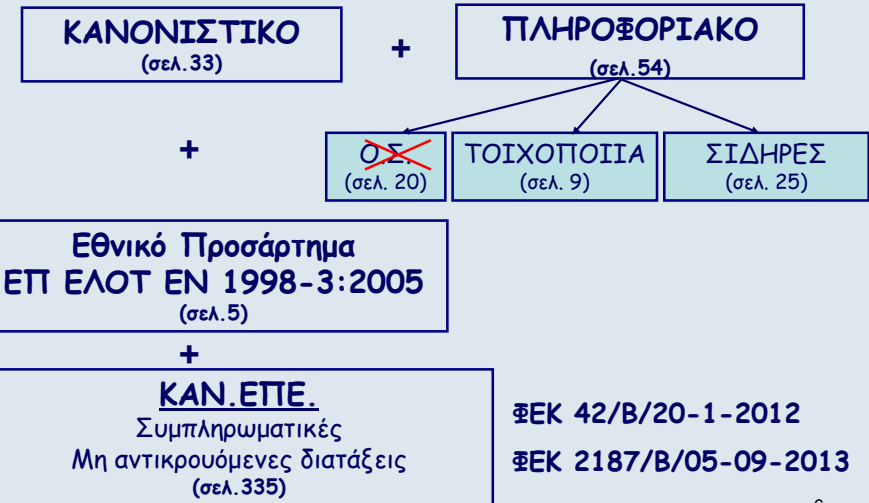 ΚΑΝΟΝΙΣΤΙΚΟ
(σελ.33)
+
ΠΛΗΡΟΦΟΡΙΑΚΟ
(σελ.54)
+
Ο.Σ.
(σελ. 20)
ΤΟΙΧΟΠΟΙΙΑ
(σελ. 9)
ΣΙΔΗΡΕΣ
(σελ. 25)
Εθνικό Προσάρτημα
ΕΠ ΕΛΟΤ ΕΝ 1998-3:2005
(σελ.5)
+
ΚΑΝ.ΕΠΕ.
Συμπληρωματικές
Μη αντικρουόμενες διατάξεις
(σελ.335)
ΦΕΚ 42/Β/20-1-2012
ΦΕΚ 2187/Β/05-09-2013